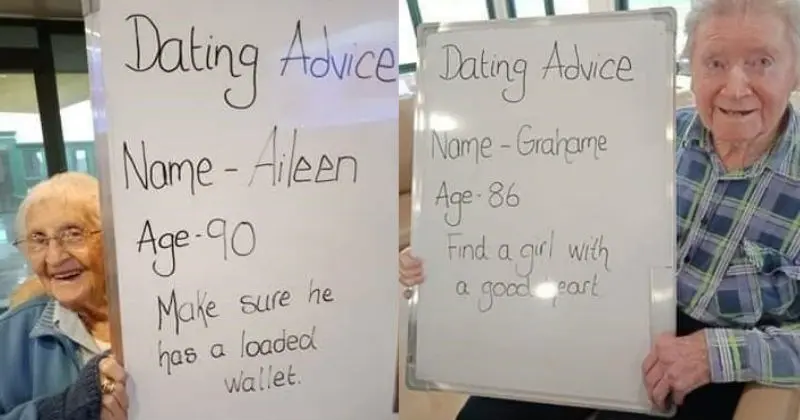 Dating Advice
Name - Aileen
Age - 90
Make sure he
has a loaded
wallet.
Dating Advice
Name - Grahame
Age - 86
Find a girl with
a good heart